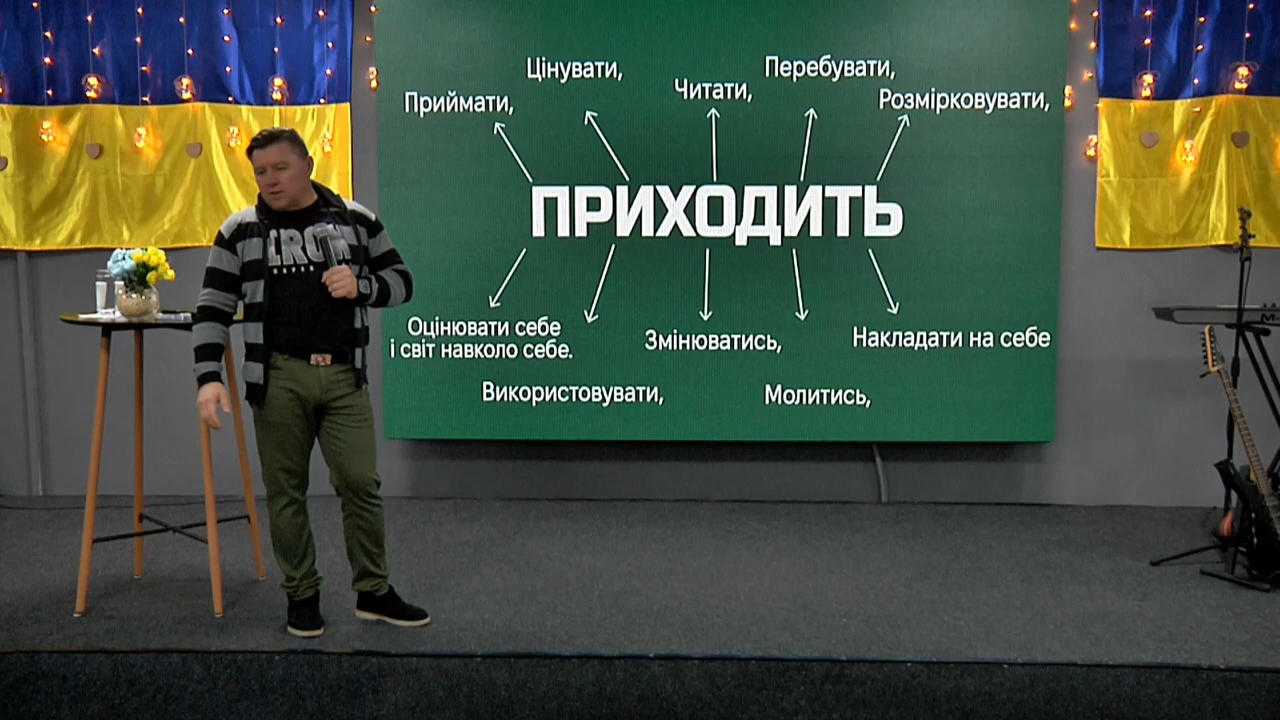 Цінувати,
Перебувати,
Читати,
Приймати,
Розмірковувати,
ПРИХОДИТЬ
Оцінювати себе
і світ навколо себе.
Змінюватись,
Накладати на себе
Використовувати,
Молитись,